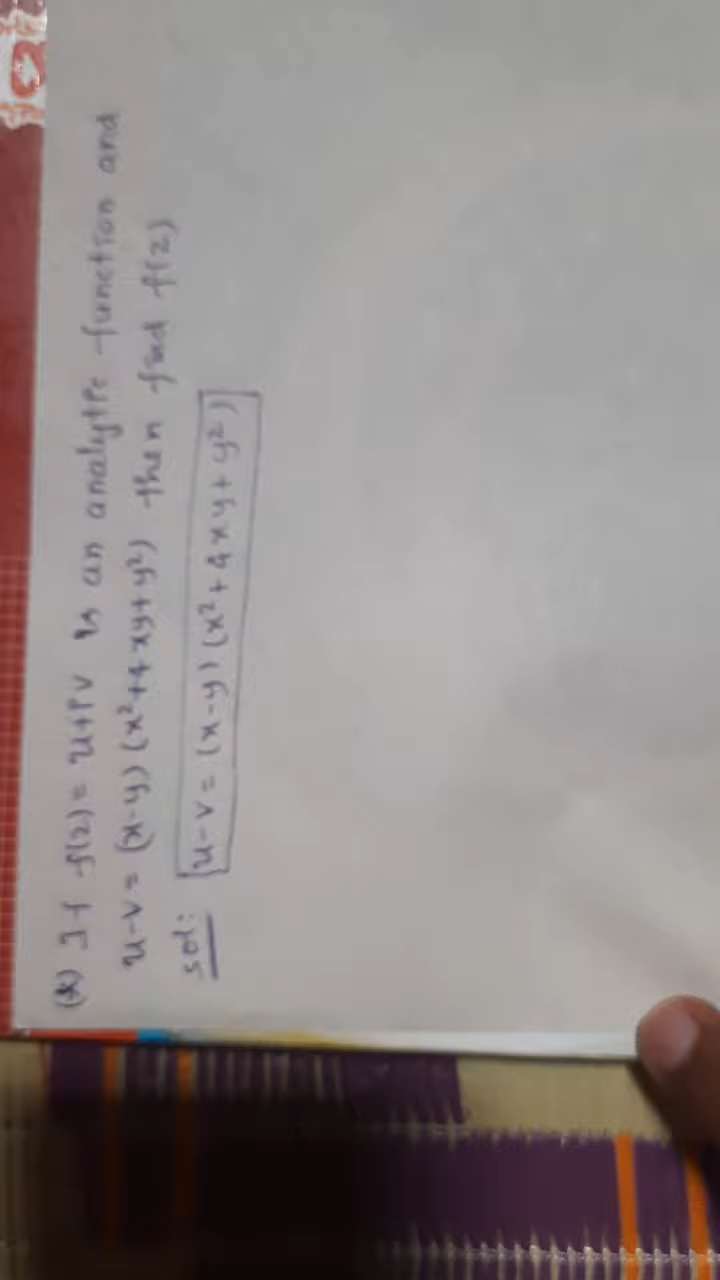 (*) If f(z) = u+iv is an analytic function and
u-v = (x-y) (x²+4xy+y²) then find f(z)
sol: u-v = (x-y) (x²+4xy+y²)